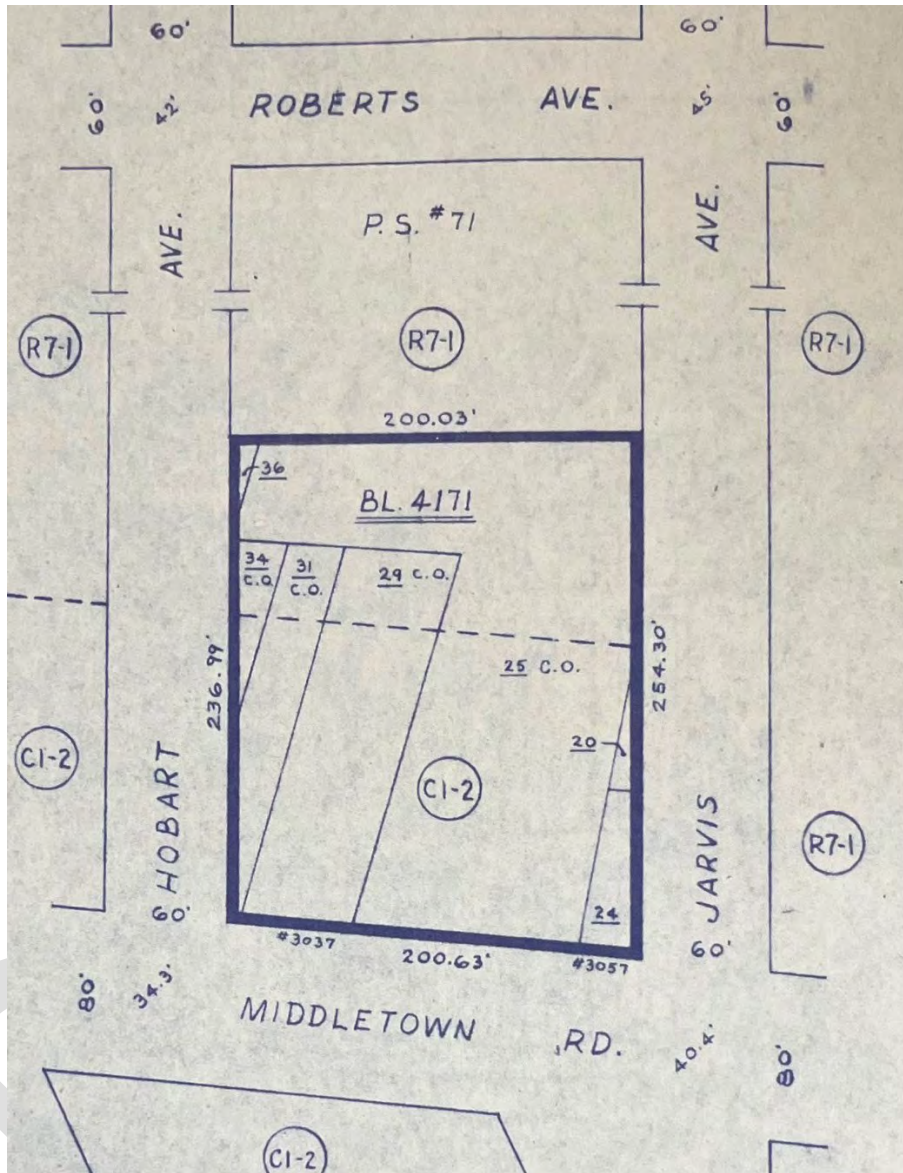 60'
60'
60'
42'
ROBERTS AVE.
45'
60'
AVE.
P.S. #71
AVE.
R7-1
R7-1
R7-1
200.03'
36
BL. 4171
34
C.O.
31
C.O.
29 C.O.
236.99'
25 C.O.
254.30'
20
C1-2
C1-2
HOBART
JARVIS
R7-1
60'
24
#3037
200.63'
#3057
60'
80'
34.3'
MIDDLETOWN RD.
40.4'
80'
C1-2